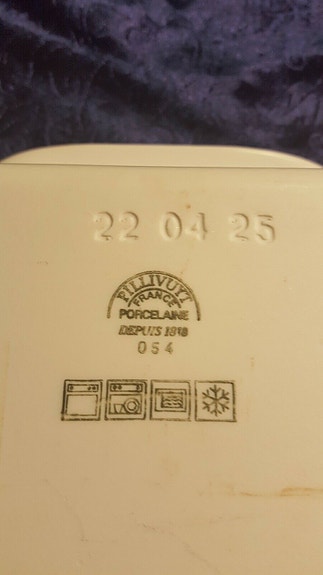 22 04 25
PILLIVUYT
FRANCE
PORCELAINE
DEPUIS 1818
054